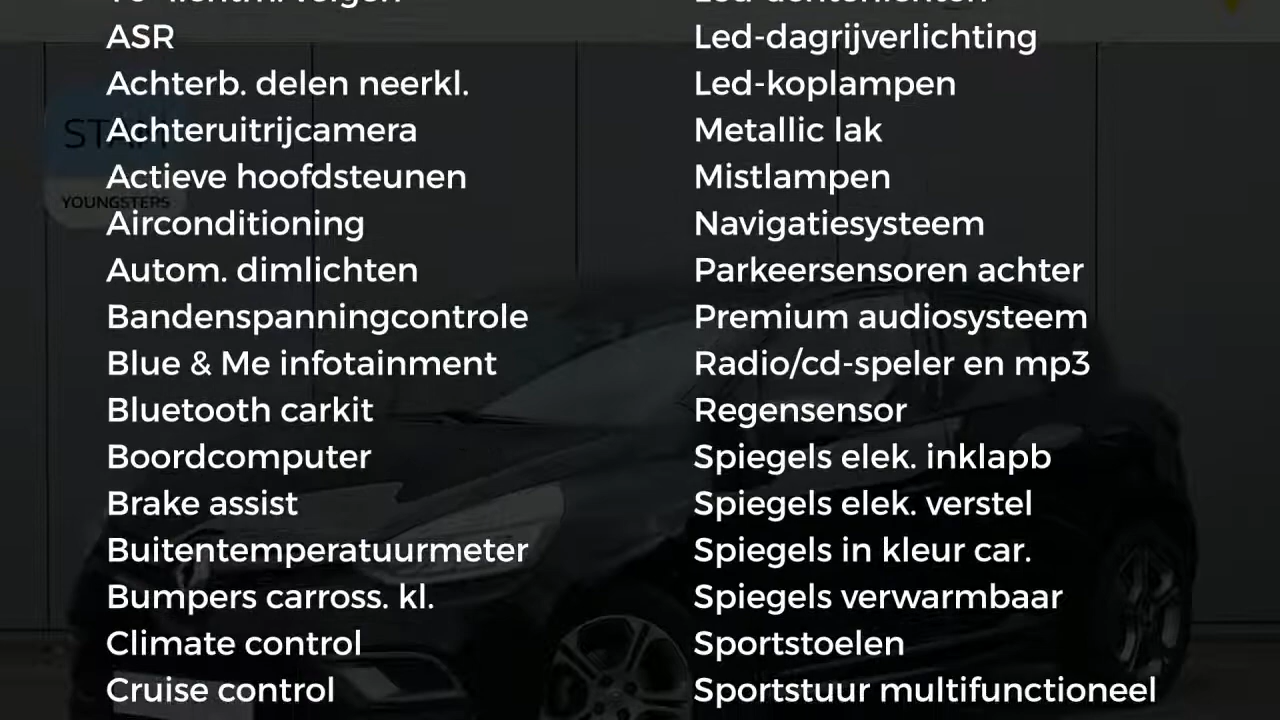 ASR
Achterb. delen neerkl.
Achteruitrijcamera
Actieve hoofdsteunen
YOUNGSTERS
Airconditioning
Autom. dimlichten
Bandenspanningcontrole
Blue & Me infotainment
Bluetooth carkit
Boordcomputer
Brake assist
Buitentemperatuurmeter
Bumpers carross. kl.
Climate control
Cruise control
Led-dagrijverlichting
Led-koplampen
Metallic lak
Mistlampen
Navigatiesysteem
Parkeersensoren achter
Premium audiosysteem
Radio/cd-speler en mp3
Regensensor
Spiegels elek. inklapb
Spiegels elek. verstel
Spiegels in kleur car.
Spiegels verwarmbaar
Sportstoelen
Sportstuur multifunctioneel